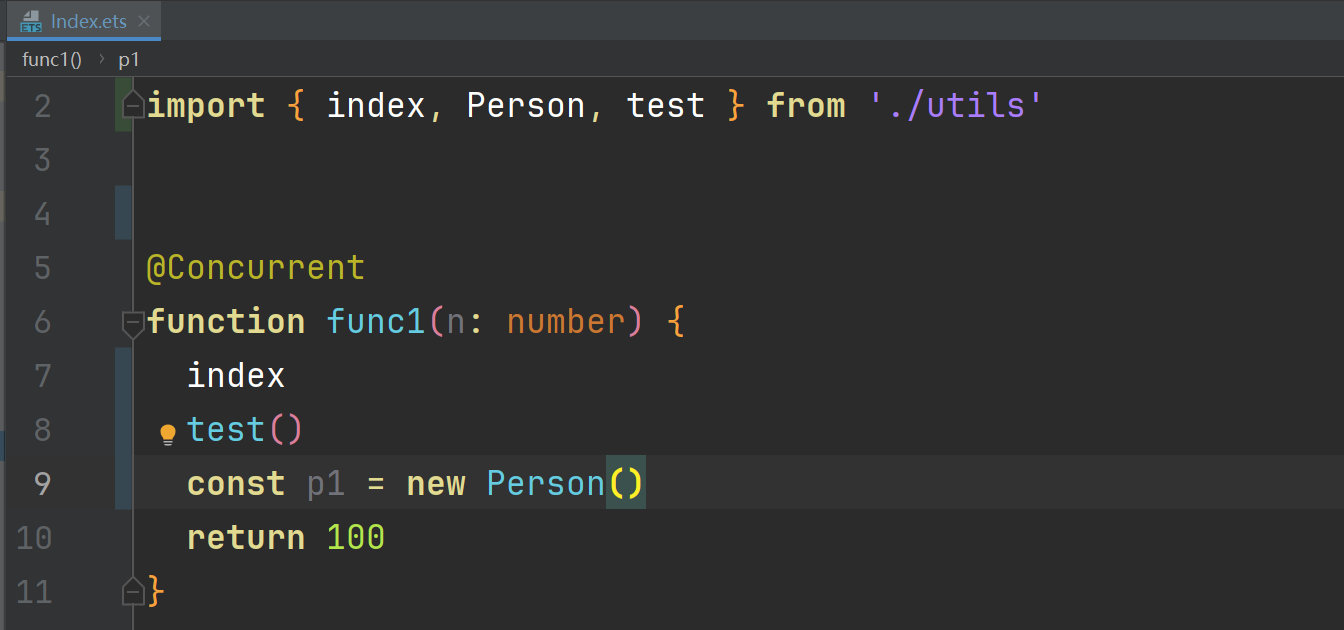 ETS Index.ets ×
func1() › p1
2 import { index, Person, test } from './utils'
3
4
5 @Concurrent
6 function func1(n: number) {
7 index
8 test()
9 const p1 = new Person()
10 return 100
11 }